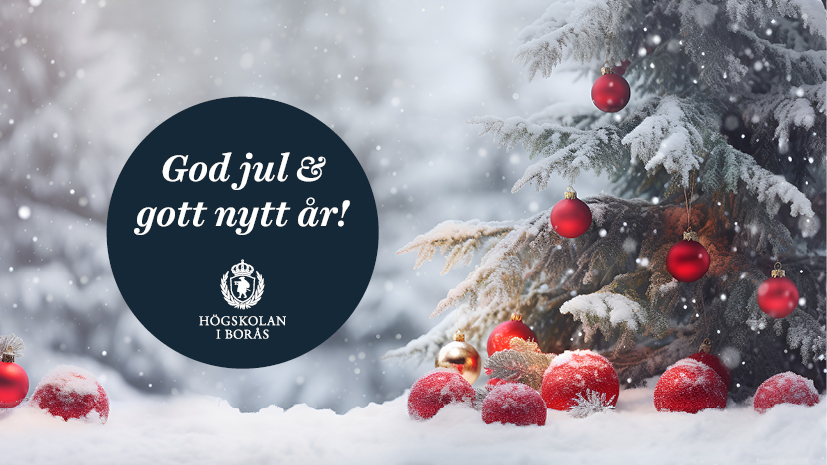 God jul &
gott nytt år!
HÖGSKOLAN
I BORÅS